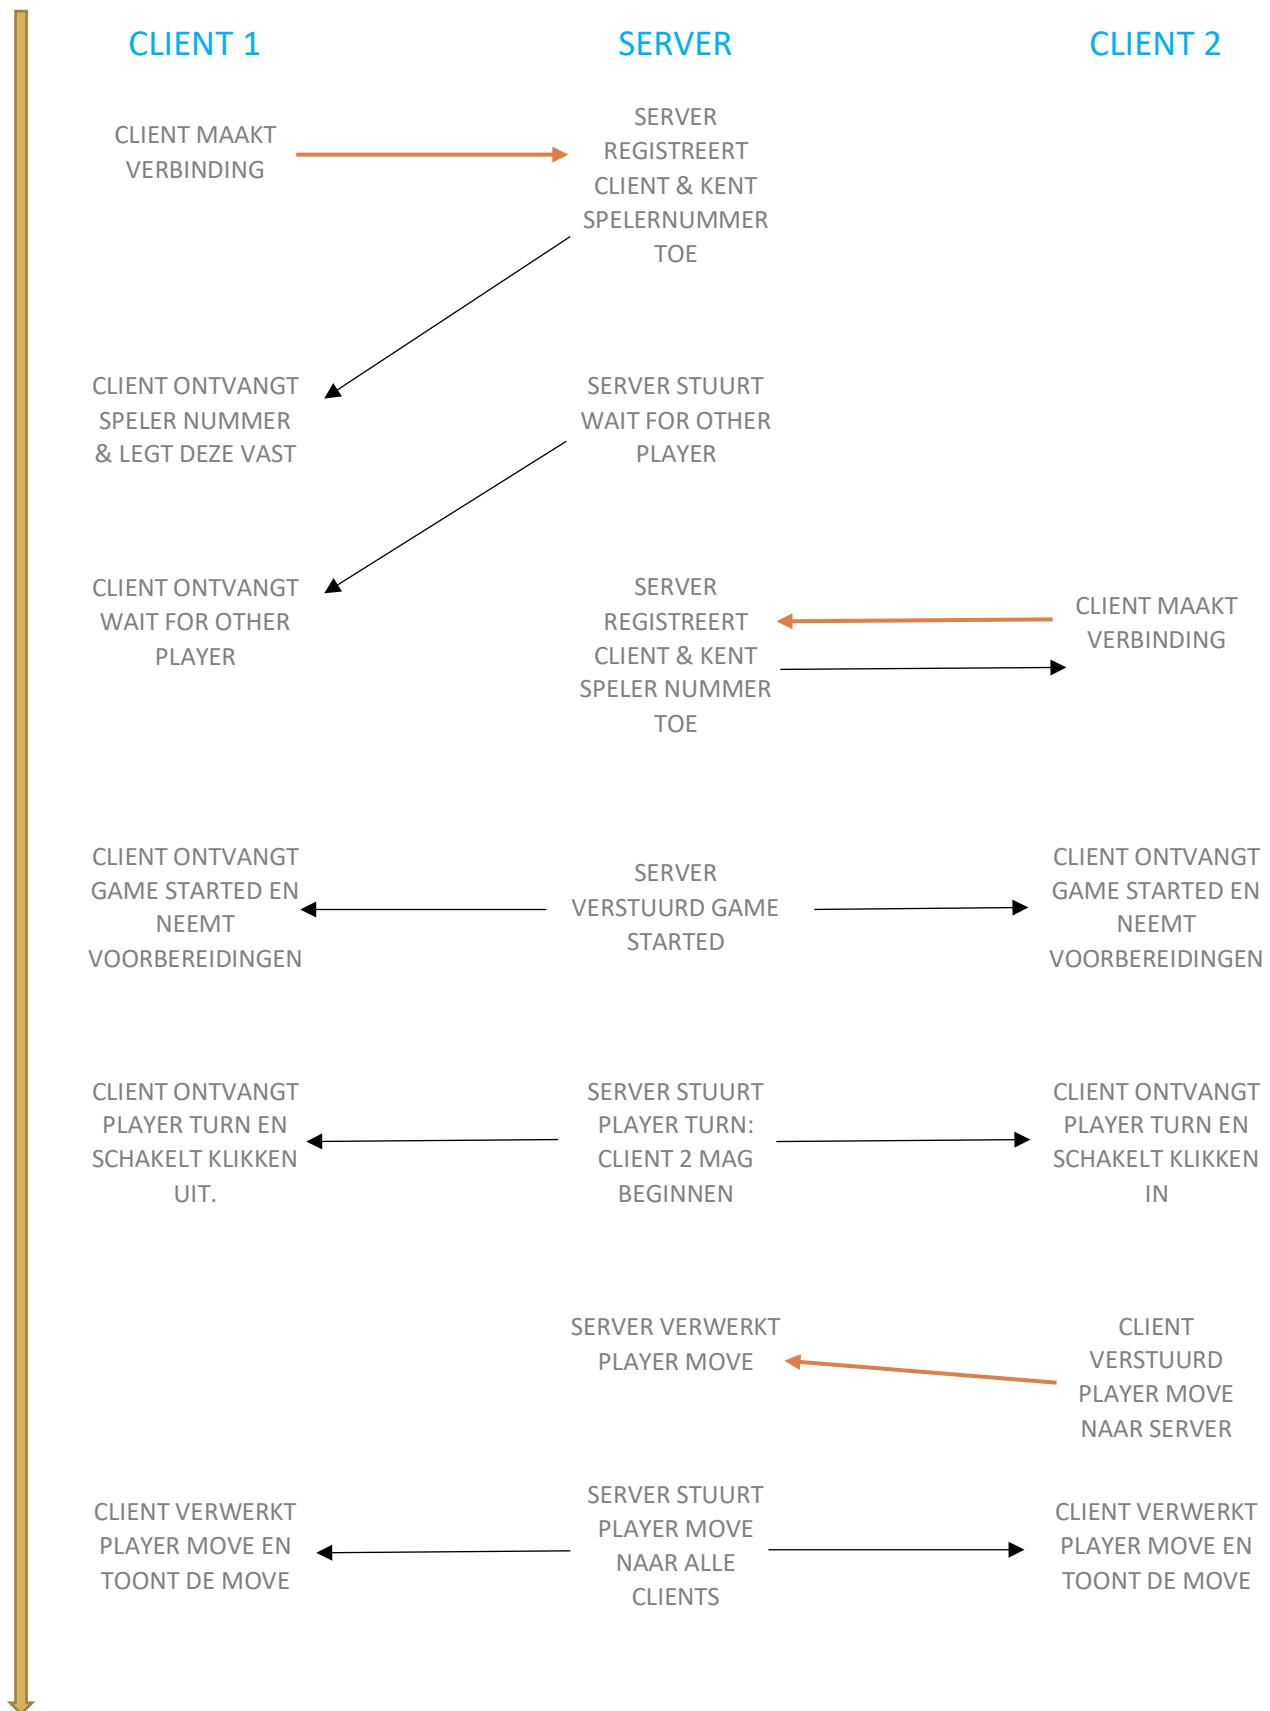 CLIENT 1
SERVER
CLIENT 2
CLIENT MAAKT
VERBINDING
SERVER
REGISTREERT
CLIENT & KENT
SPELERNUMMER
TOE
CLIENT ONTVANGT
SPELER NUMMER
& LEGT DEZE VAST
SERVER STUURT
WAIT FOR OTHER
PLAYER
CLIENT ONTVANGT
WAIT FOR OTHER
PLAYER
SERVER
REGISTREERT
CLIENT & KENT
SPELER NUMMER
TOE
CLIENT MAAKT
VERBINDING
CLIENT ONTVANGT
GAME STARTED EN
NEEMT
VOORBEREIDINGEN
SERVER
VERSTUURD GAME
STARTED
CLIENT ONTVANGT
GAME STARTED EN
NEEMT
VOORBEREIDINGEN
CLIENT ONTVANGT
PLAYER TURN EN
SCHAKELT KLIKKEN
UIT.
SERVER STUURT
PLAYER TURN:
CLIENT 2 MAG
BEGINNEN
CLIENT ONTVANGT
PLAYER TURN EN
SCHAKELT KLIKKEN
IN
SERVER VERWERKT
PLAYER MOVE
CLIENT
VERSTUURD
PLAYER MOVE
NAAR SERVER
CLIENT VERWERKT
PLAYER MOVE EN
TOONT DE MOVE
SERVER STUURT
PLAYER MOVE
NAAR ALLE
CLIENTS
CLIENT VERWERKT
PLAYER MOVE EN
TOONT DE MOVE